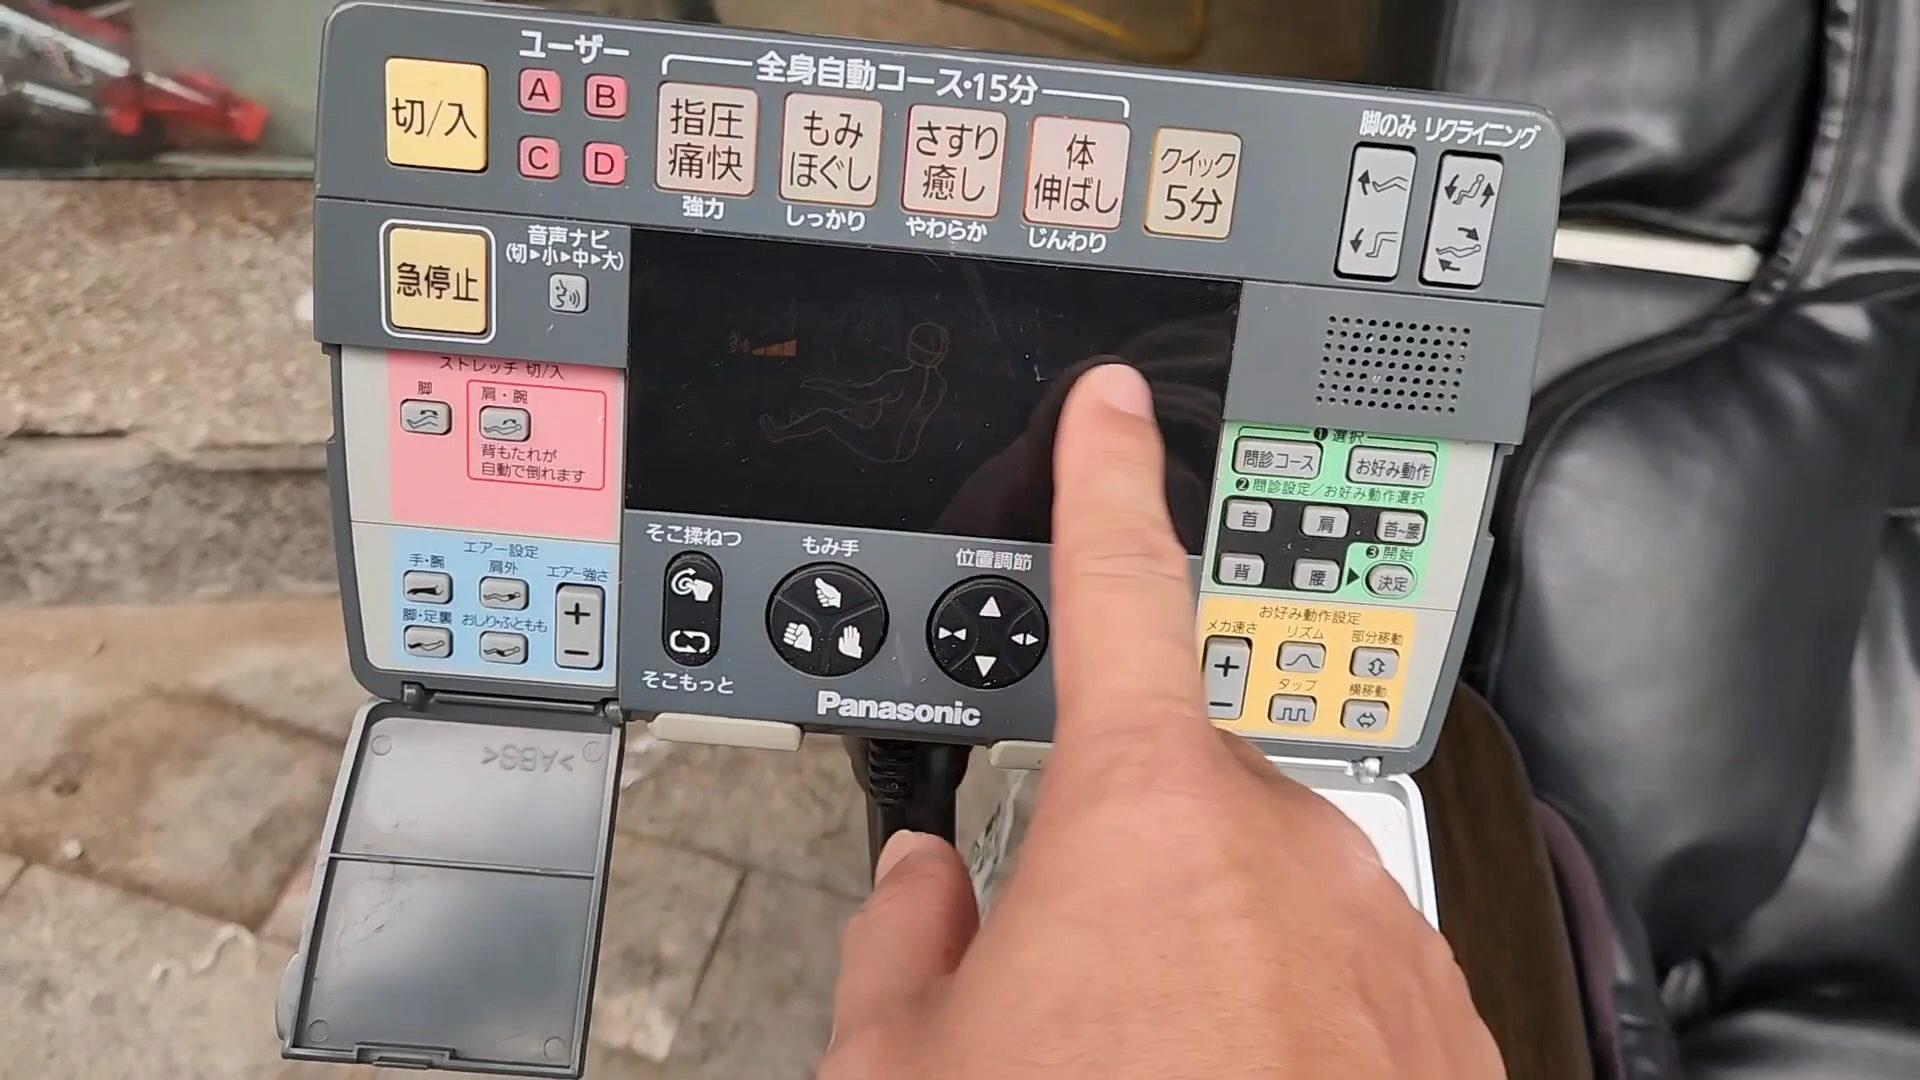 ユーザー
全身自動コース・15分
脚のみ
リクライニング
切/入
A
B
C
D
指圧
痛快
強力
もみ
ほぐし
しっかり
さすり
癒し
やわらか
体
伸ばし
じんわり
クイック
5分
急停止
音声ナビ
(切▶小▶中▶大)
ストレッチ 切/入
脚
肩・腕
背もたれが
自動で倒れます
エアー設定
手・腕
肩外
エアー強さ
脚・足裏
おしり・ふともも
+
−
そこ揉ねつ
そこもっと
もみ手
位置調節
Panasonic
❶選択
問診コース
お好み動作
❷問診設定/お好み動作選択
首
肩
首~腰
背
腰
❸開始
決定
お好み動作設定
メカ速さ
リズム
部分移動
+
−
タップ
横移動
>ABS<